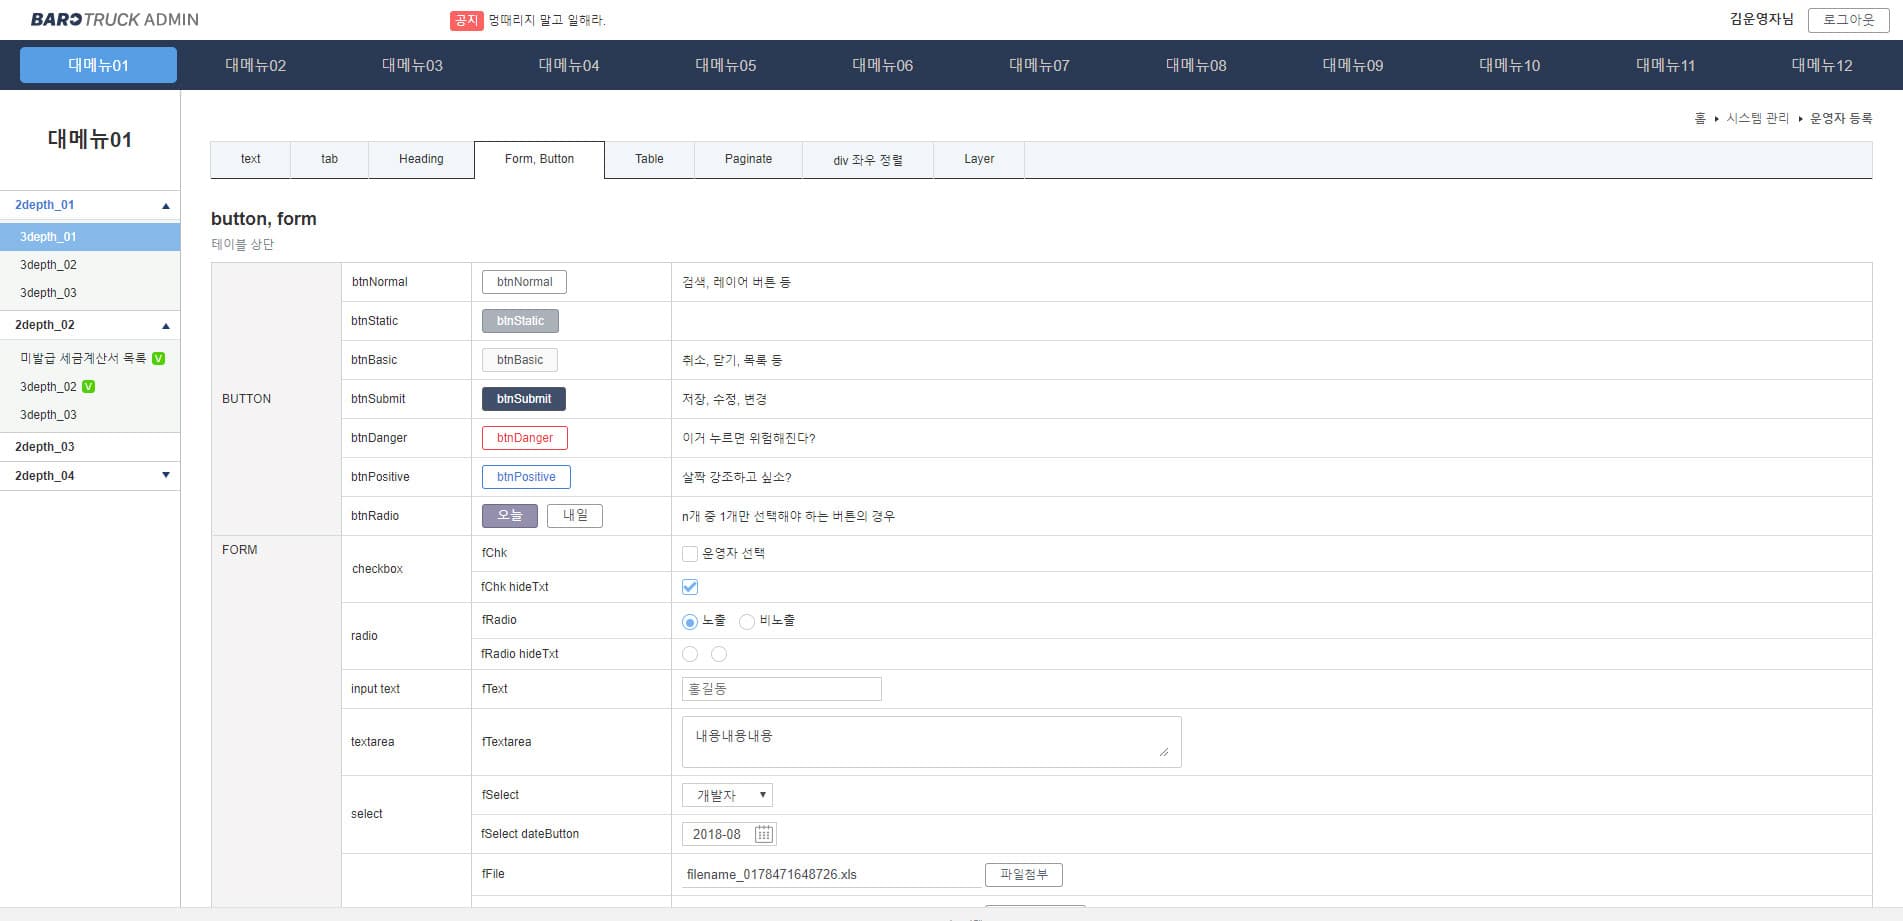 BAROTRUCK ADMIN
공지 멍때리지 말고 일해라.
김운영자님 로그아웃
대메뉴01 대메뉴02 대메뉴03 대메뉴04 대메뉴05 대메뉴06 대메뉴07 대메뉴08 대메뉴09 대메뉴10 대메뉴11 대메뉴12
대메뉴01
2depth_01
3depth_01
3depth_02
3depth_03
2depth_02
미발급 세금계산서 목록 V
3depth_02 V
3depth_03
2depth_03
2depth_04
홈 시스템 관리 운영자 등록
text tab Heading Form, Button Table Paginate div 좌우 정렬 Layer
button, form
테이블 상단
BUTTON
btnNormal btnNormal 검색, 레이어 버튼 등
btnStatic btnStatic
btnBasic btnBasic 취소, 닫기, 목록 등
btnSubmit btnSubmit 저장, 수정, 변경
btnDanger btnDanger 이거 누르면 위험해진다?
btnPositive btnPositive 살짝 강조하고 싶소?
btnRadio 오늘 내일 n개 중 1개만 선택해야 하는 버튼의 경우
FORM
checkbox
fChk 운영자 선택
fChk hideTxt
radio
fRadio 노출 비노출
fRadio hideTxt
input text fText 홍길동
textarea fTextarea 내용내용내용
select
fSelect 개발자
fSelect dateButton 2018-08
fFile filename_0178471648726.xls 파일첨부